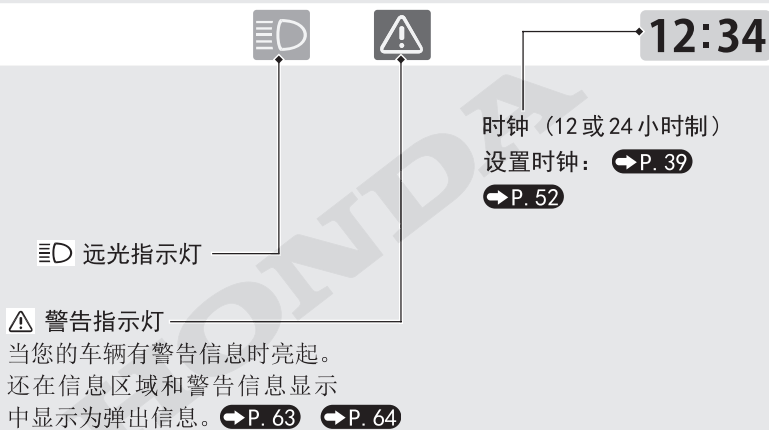 12:34
时钟（12或24小时制）
设置时钟： ➡P. 39
➡P. 52
远光指示灯
警告指示灯
当您的车辆有警告信息时亮起。
还在信息区域和警告信息显示
中显示为弹出信息。➡P. 63 ➡P. 64
HONDA